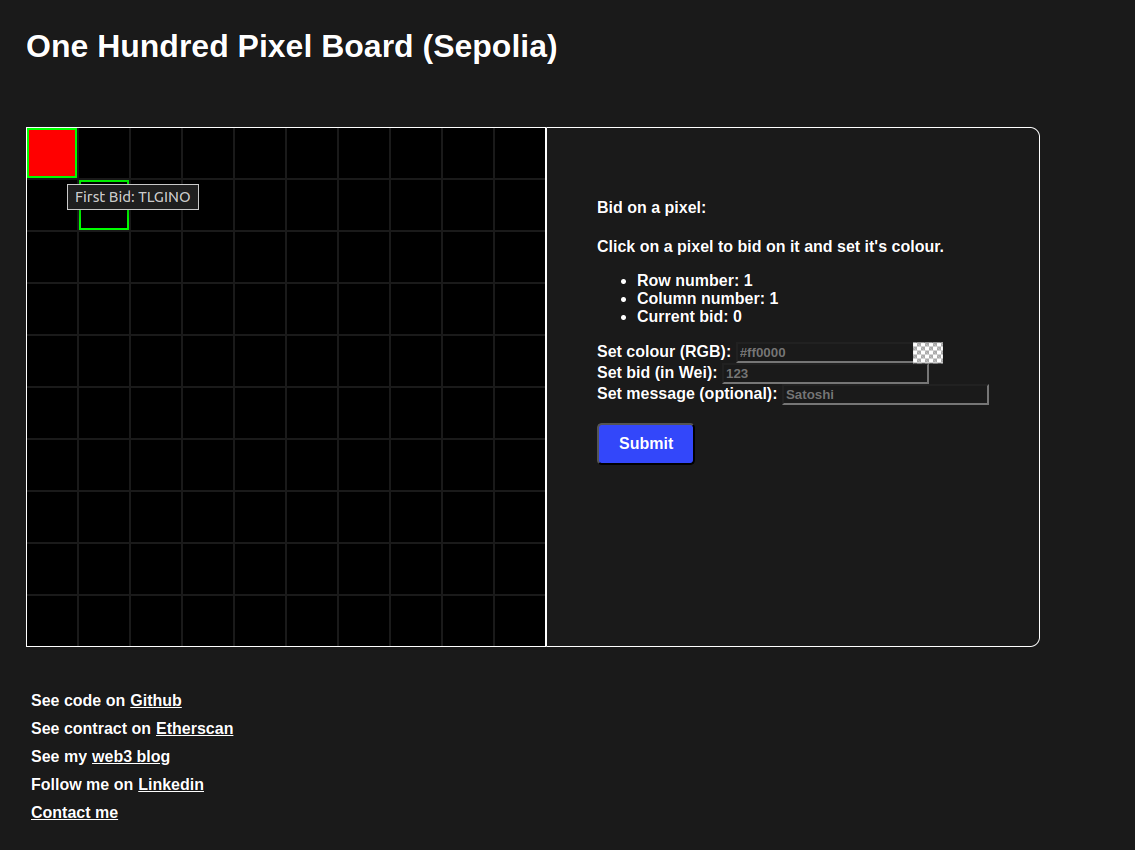 One Hundred Pixel Board (Sepolia)
First Bid: TLGINO
Bid on a pixel:
Click on a pixel to bid on it and set it's colour.
• Row number: 1
• Column number: 1
• Current bid: 0
Set colour (RGB): #ff0000
Set bid (in Wei): 123
Set message (optional): Satoshi
Submit
See code on Github
See contract on Etherscan
See my web3 blog
Follow me on Linkedin
Contact me